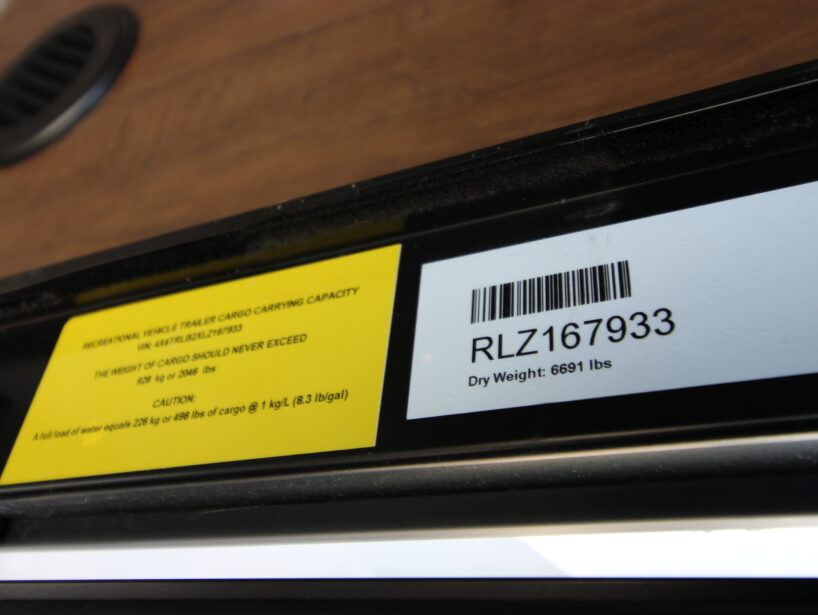 RECREATIONAL VEHICLE TRAILER CARGO CARRYING CAPACITY
VIN: 4X4TRLB2XLZ167933
THE WEIGHT OF CARGO SHOULD NEVER EXCEED
928 kg or 2046 lbs
CAUTION:
A full load of water equals 226 kg or 498 lbs of cargo @ 1 kg/L (8.3 lb/gal)
RLZ167933
Dry Weight: 6691 lbs